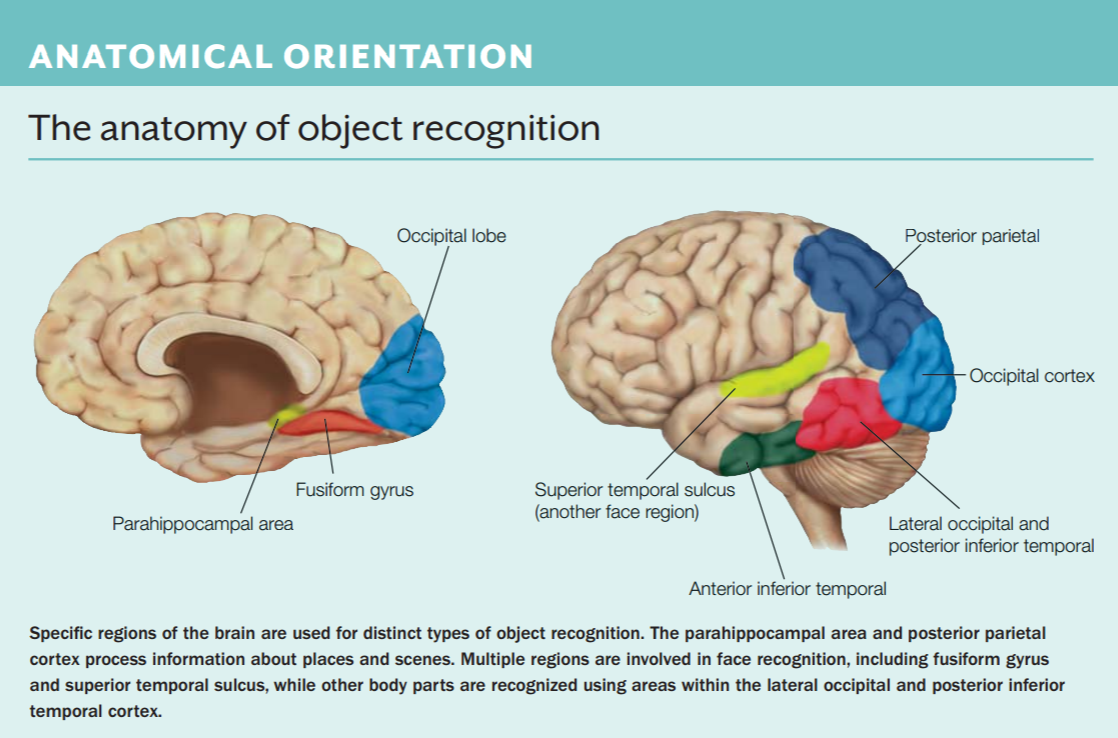 ANATOMICAL ORIENTATION
The anatomy of object recognition
Occipital lobe
Fusiform gyrus
Parahippocampal area
Posterior parietal
Occipital cortex
Superior temporal sulcus
(another face region)
Lateral occipital and
posterior inferior temporal
Anterior inferior temporal
Specific regions of the brain are used for distinct types of object recognition. The parahippocampal area and posterior parietal
cortex process information about places and scenes. Multiple regions are involved in face recognition, including fusiform gyrus
and superior temporal sulcus, while other body parts are recognized using areas within the lateral occipital and posterior inferior
temporal cortex.